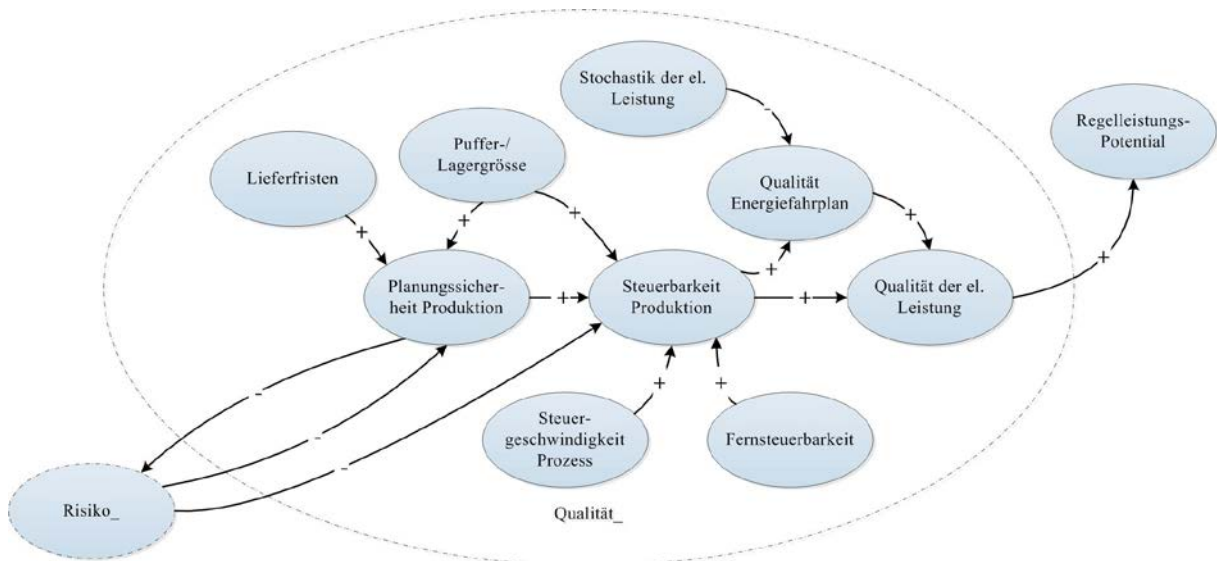 Stochastik der el.
Leistung
-
Regelleistungs-
Potential
Puffer-/
Lagergrösse
Lieferfristen
Qualität
Energiefahrplan
+
+
+
+
+
+
Planungssicher-
heit Produktion
+
Steuerbarkeit
Produktion
+
Qualität der el.
Leistung
-
+
+
-
-
Steuer-
geschwindigkeit
Prozess
Fernsteuerbarkeit
Risiko_
Qualität_